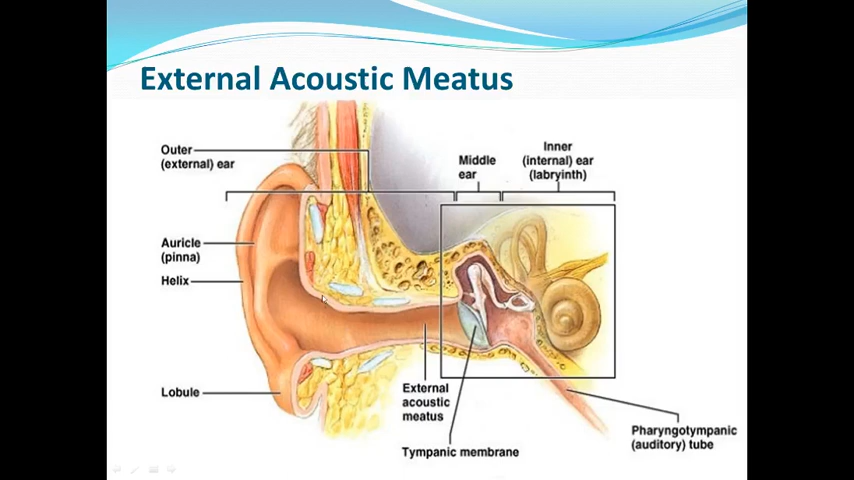 External Acoustic Meatus
Outer
(external) ear
Middle
ear
Inner
(internal) ear
(labryinth)
Auricle
(pinna)
Helix
Lobule
External
acoustic
meatus
Tympanic membrane
Pharyngotympanic
(auditory) tube